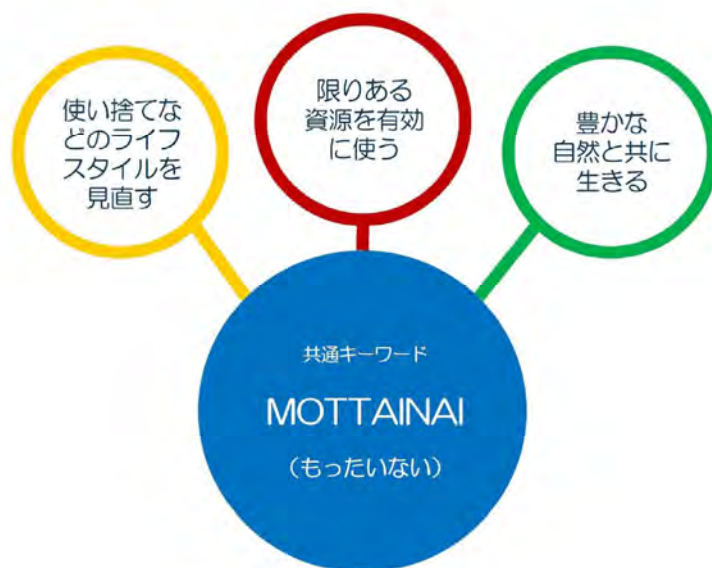 使い捨てな
どのライフ
スタイルを
見直す
限りある
資源を有効
に使う
豊かな
自然と共に
生きる
共通キーワード
MOTTAINAI
（もったいない）